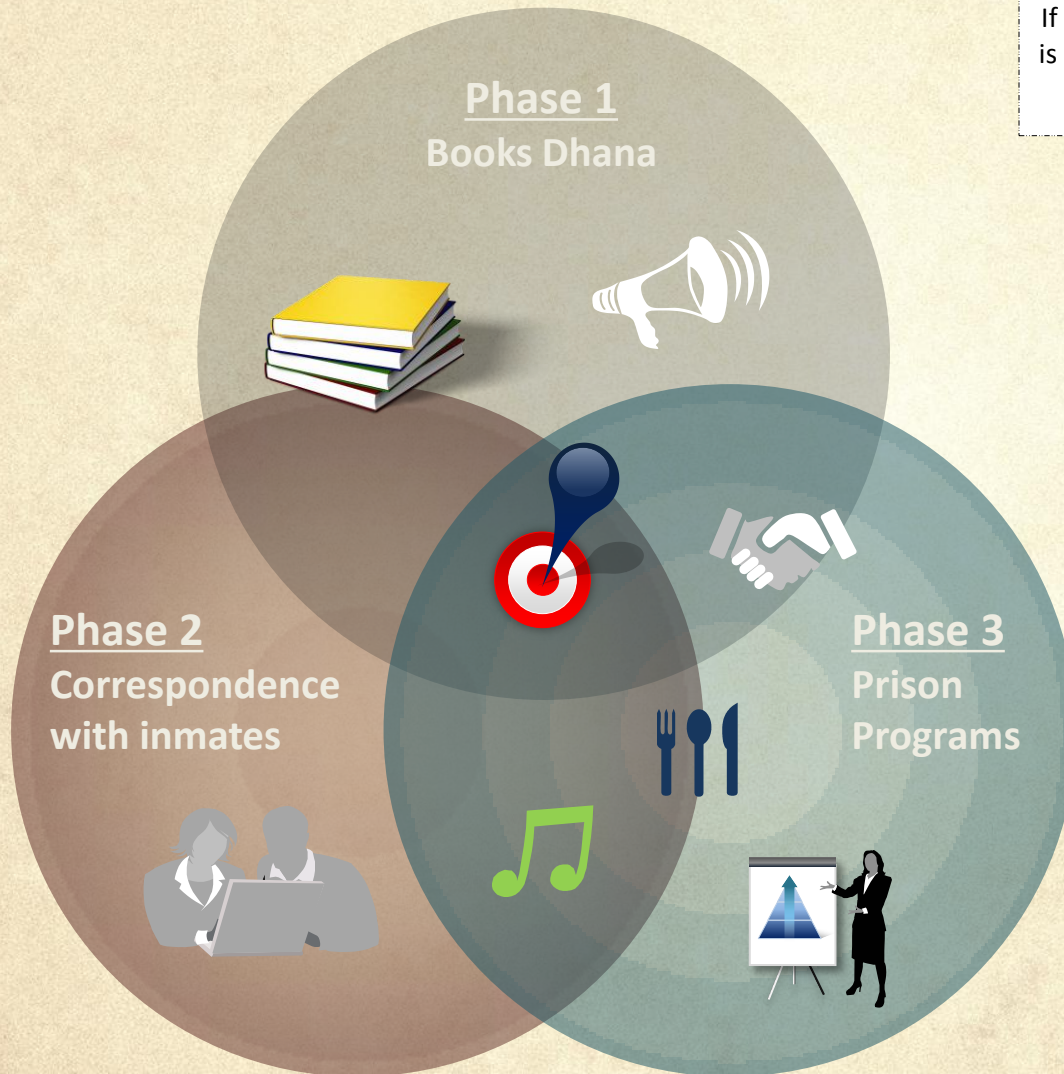 If
is
Phase 1
Books Dhana
Phase 2
Correspondence
with inmates
Phase 3
Prison
Programs